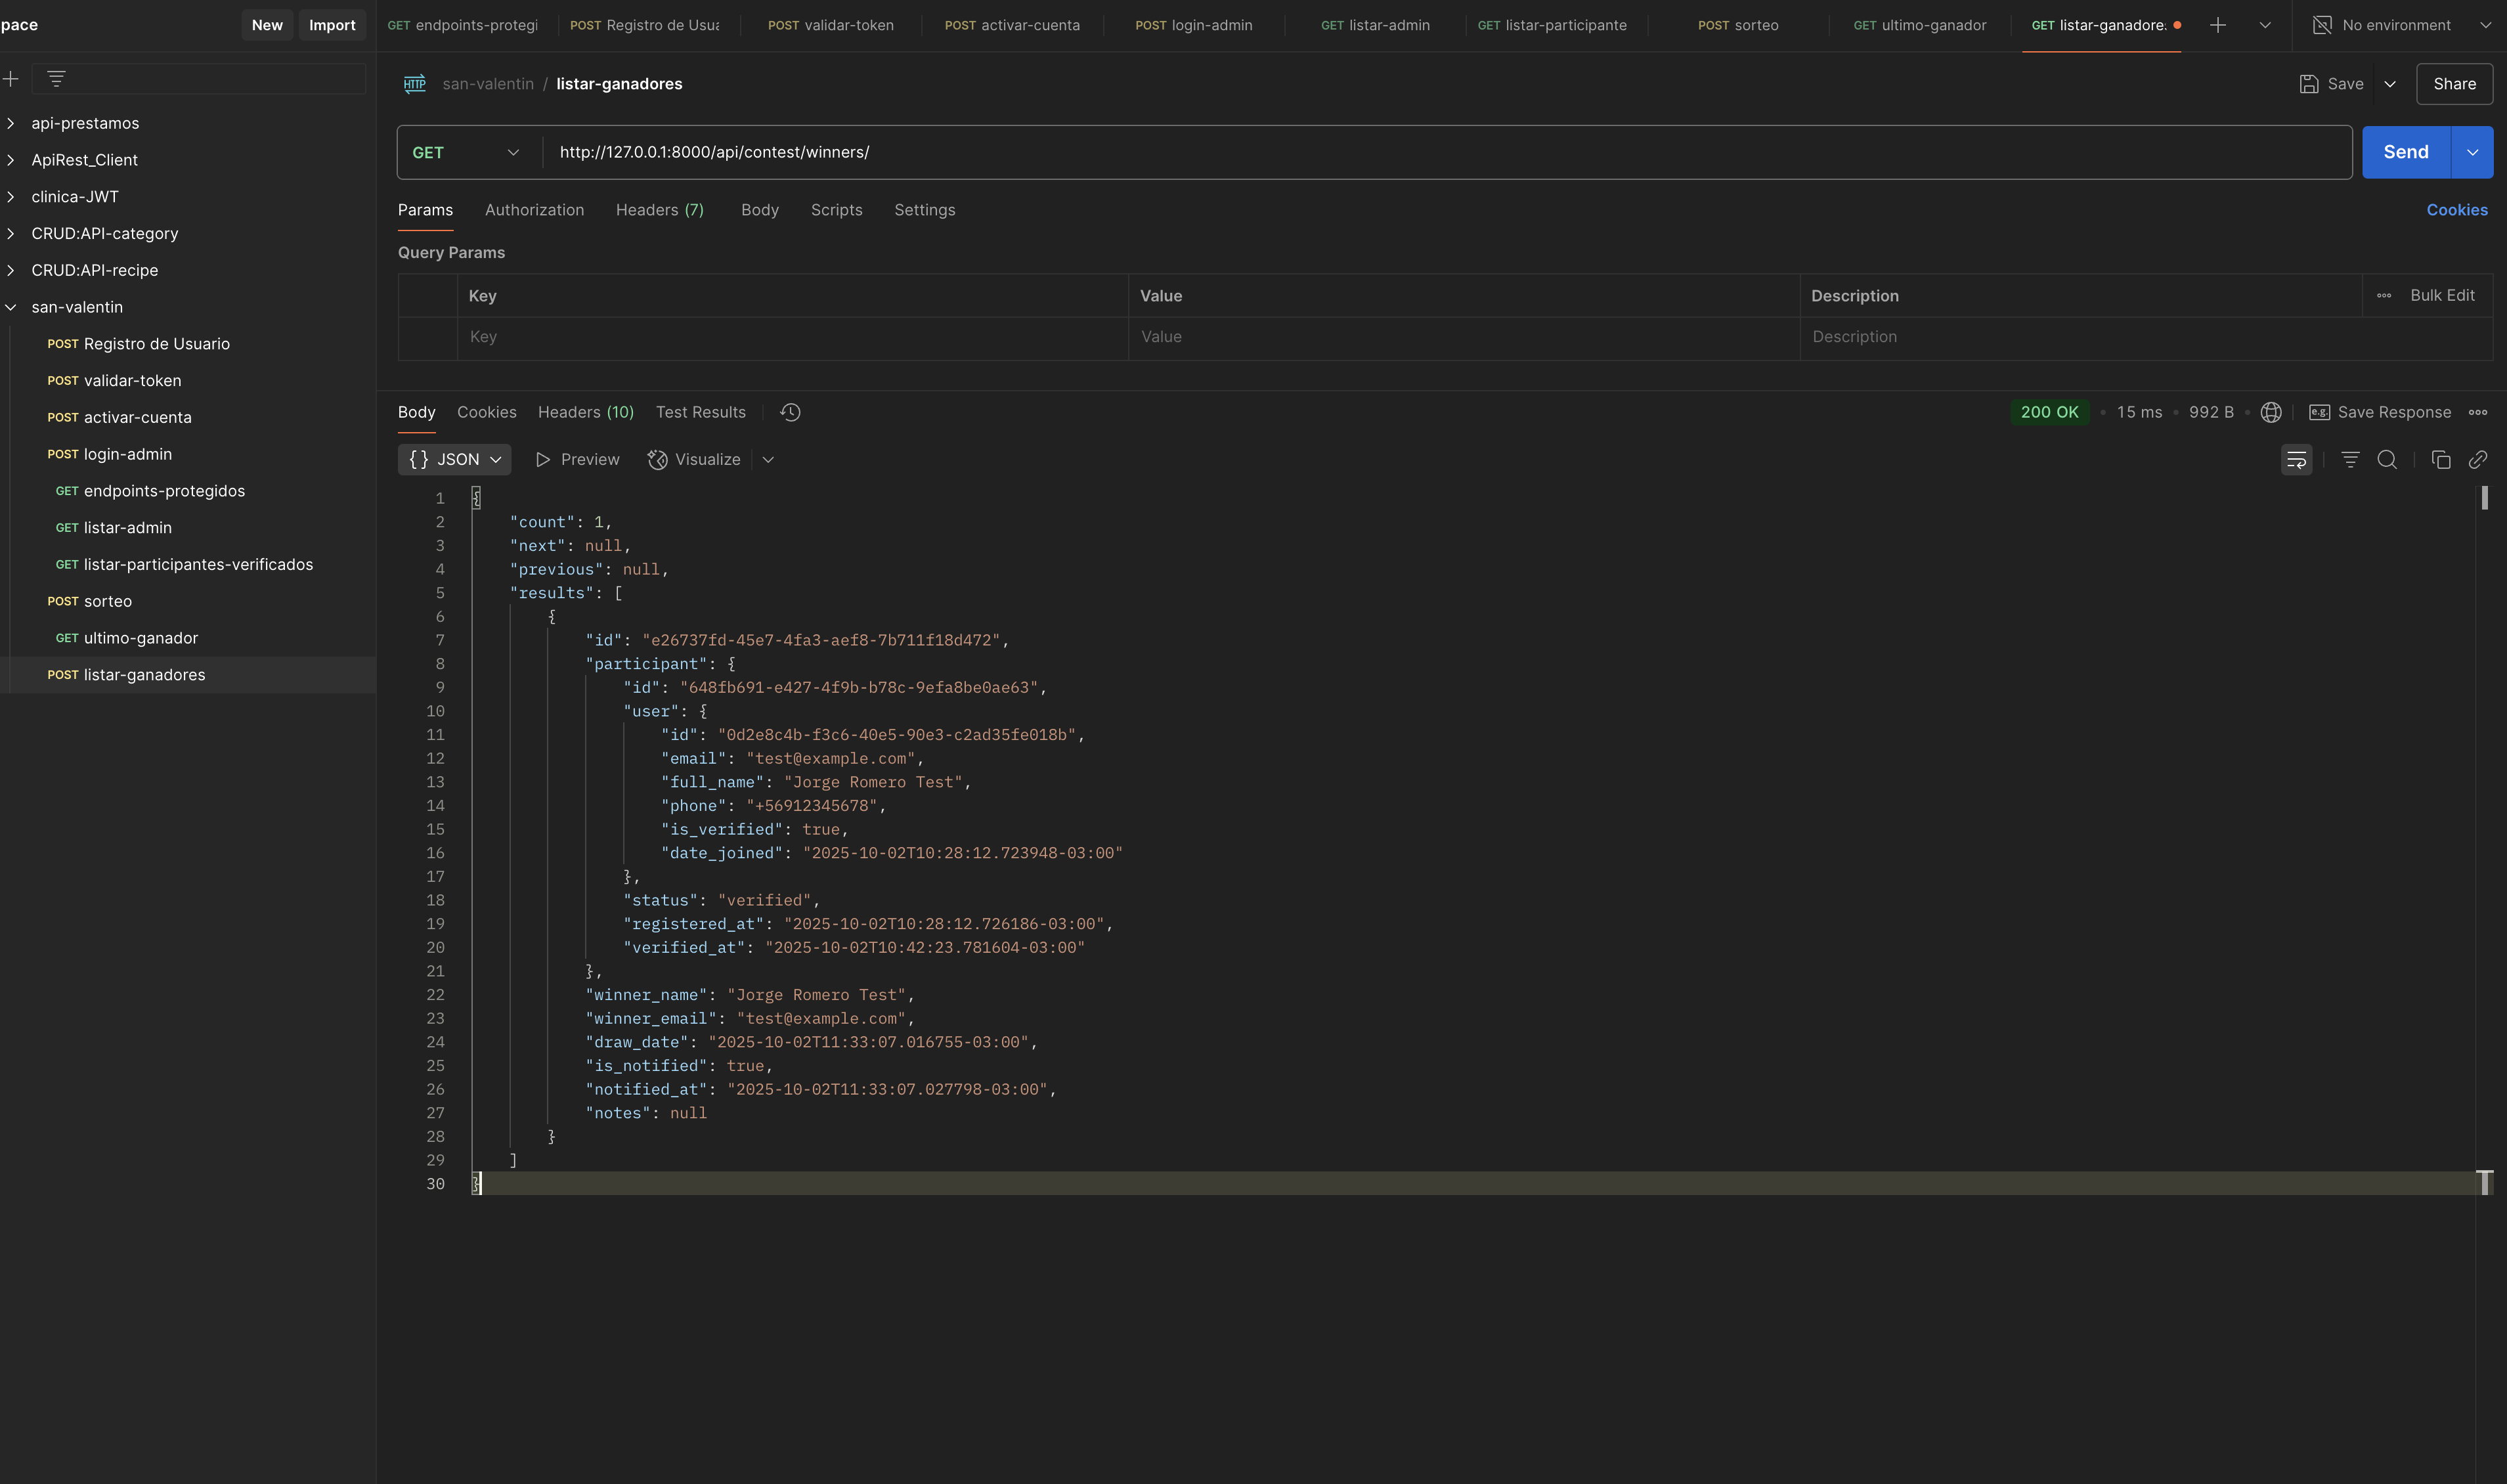 pace New Import GET endpoints-protegi POST Registro de Usua POST validar-token POST activar-cuenta POST login-admin GET listar-admin GET listar-participante POST sorteo GET ultimo-ganador GET listar-ganadore: No environment
HTTP san-valentin / listar-ganadores Save Share
api-prestamos
ApiRest_Client
clinica-JWT
CRUD:API-category
CRUD:API-recipe
san-valentin
POST Registro de Usuario
POST validar-token
POST activar-cuenta
POST login-admin
GET endpoints-protegidos
GET listar-admin
GET listar-participantes-verificados
POST sorteo
GET ultimo-ganador
POST listar-ganadores
GET http://127.0.0.1:8000/api/contest/winners/ Send
Params Authorization Headers (7) Body Scripts Settings Cookies
Query Params
Key Value Description Bulk Edit
Key Value Description
Body Cookies Headers (10) Test Results 200 OK 15 ms 992 B e.g. Save Response
{} JSON Preview Visualize
1 {
2 "count": 1,
3 "next": null,
4 "previous": null,
5 "results": [
6 {
7 "id": "e26737fd-45e7-4fa3-aef8-7b711f18d472",
8 "participant": {
9 "id": "648fb691-e427-4f9b-b78c-9efa8be0ae63",
10 "user": {
11 "id": "0d2e8c4b-f3c6-40e5-90e3-c2ad35fe018b",
12 "email": "test@example.com",
13 "full_name": "Jorge Romero Test",
14 "phone": "+56912345678",
15 "is_verified": true,
16 "date_joined": "2025-10-02T10:28:12.723948-03:00"
17 },
18 "status": "verified",
19 "registered_at": "2025-10-02T10:28:12.726186-03:00",
20 "verified_at": "2025-10-02T10:42:23.781604-03:00"
21 },
22 "winner_name": "Jorge Romero Test",
23 "winner_email": "test@example.com",
24 "draw_date": "2025-10-02T11:33:07.016755-03:00",
25 "is_notified": true,
26 "notified_at": "2025-10-02T11:33:07.027798-03:00",
27 "notes": null
28 }
29 ]
30 }